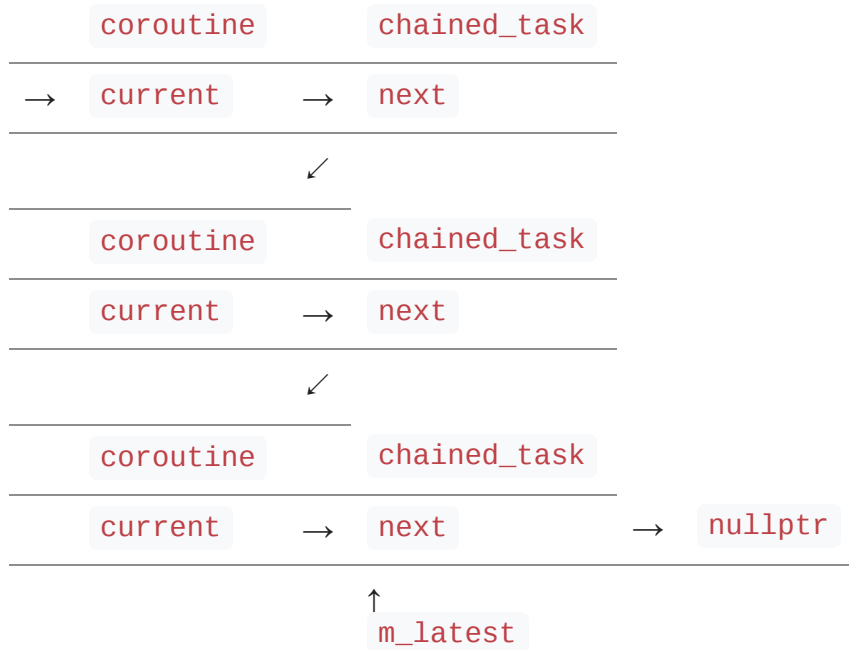 coroutine chained_task
→ current → next
↙
coroutine chained_task
current → next
↙
coroutine chained_task
current → next → nullptr
↑
m_latest